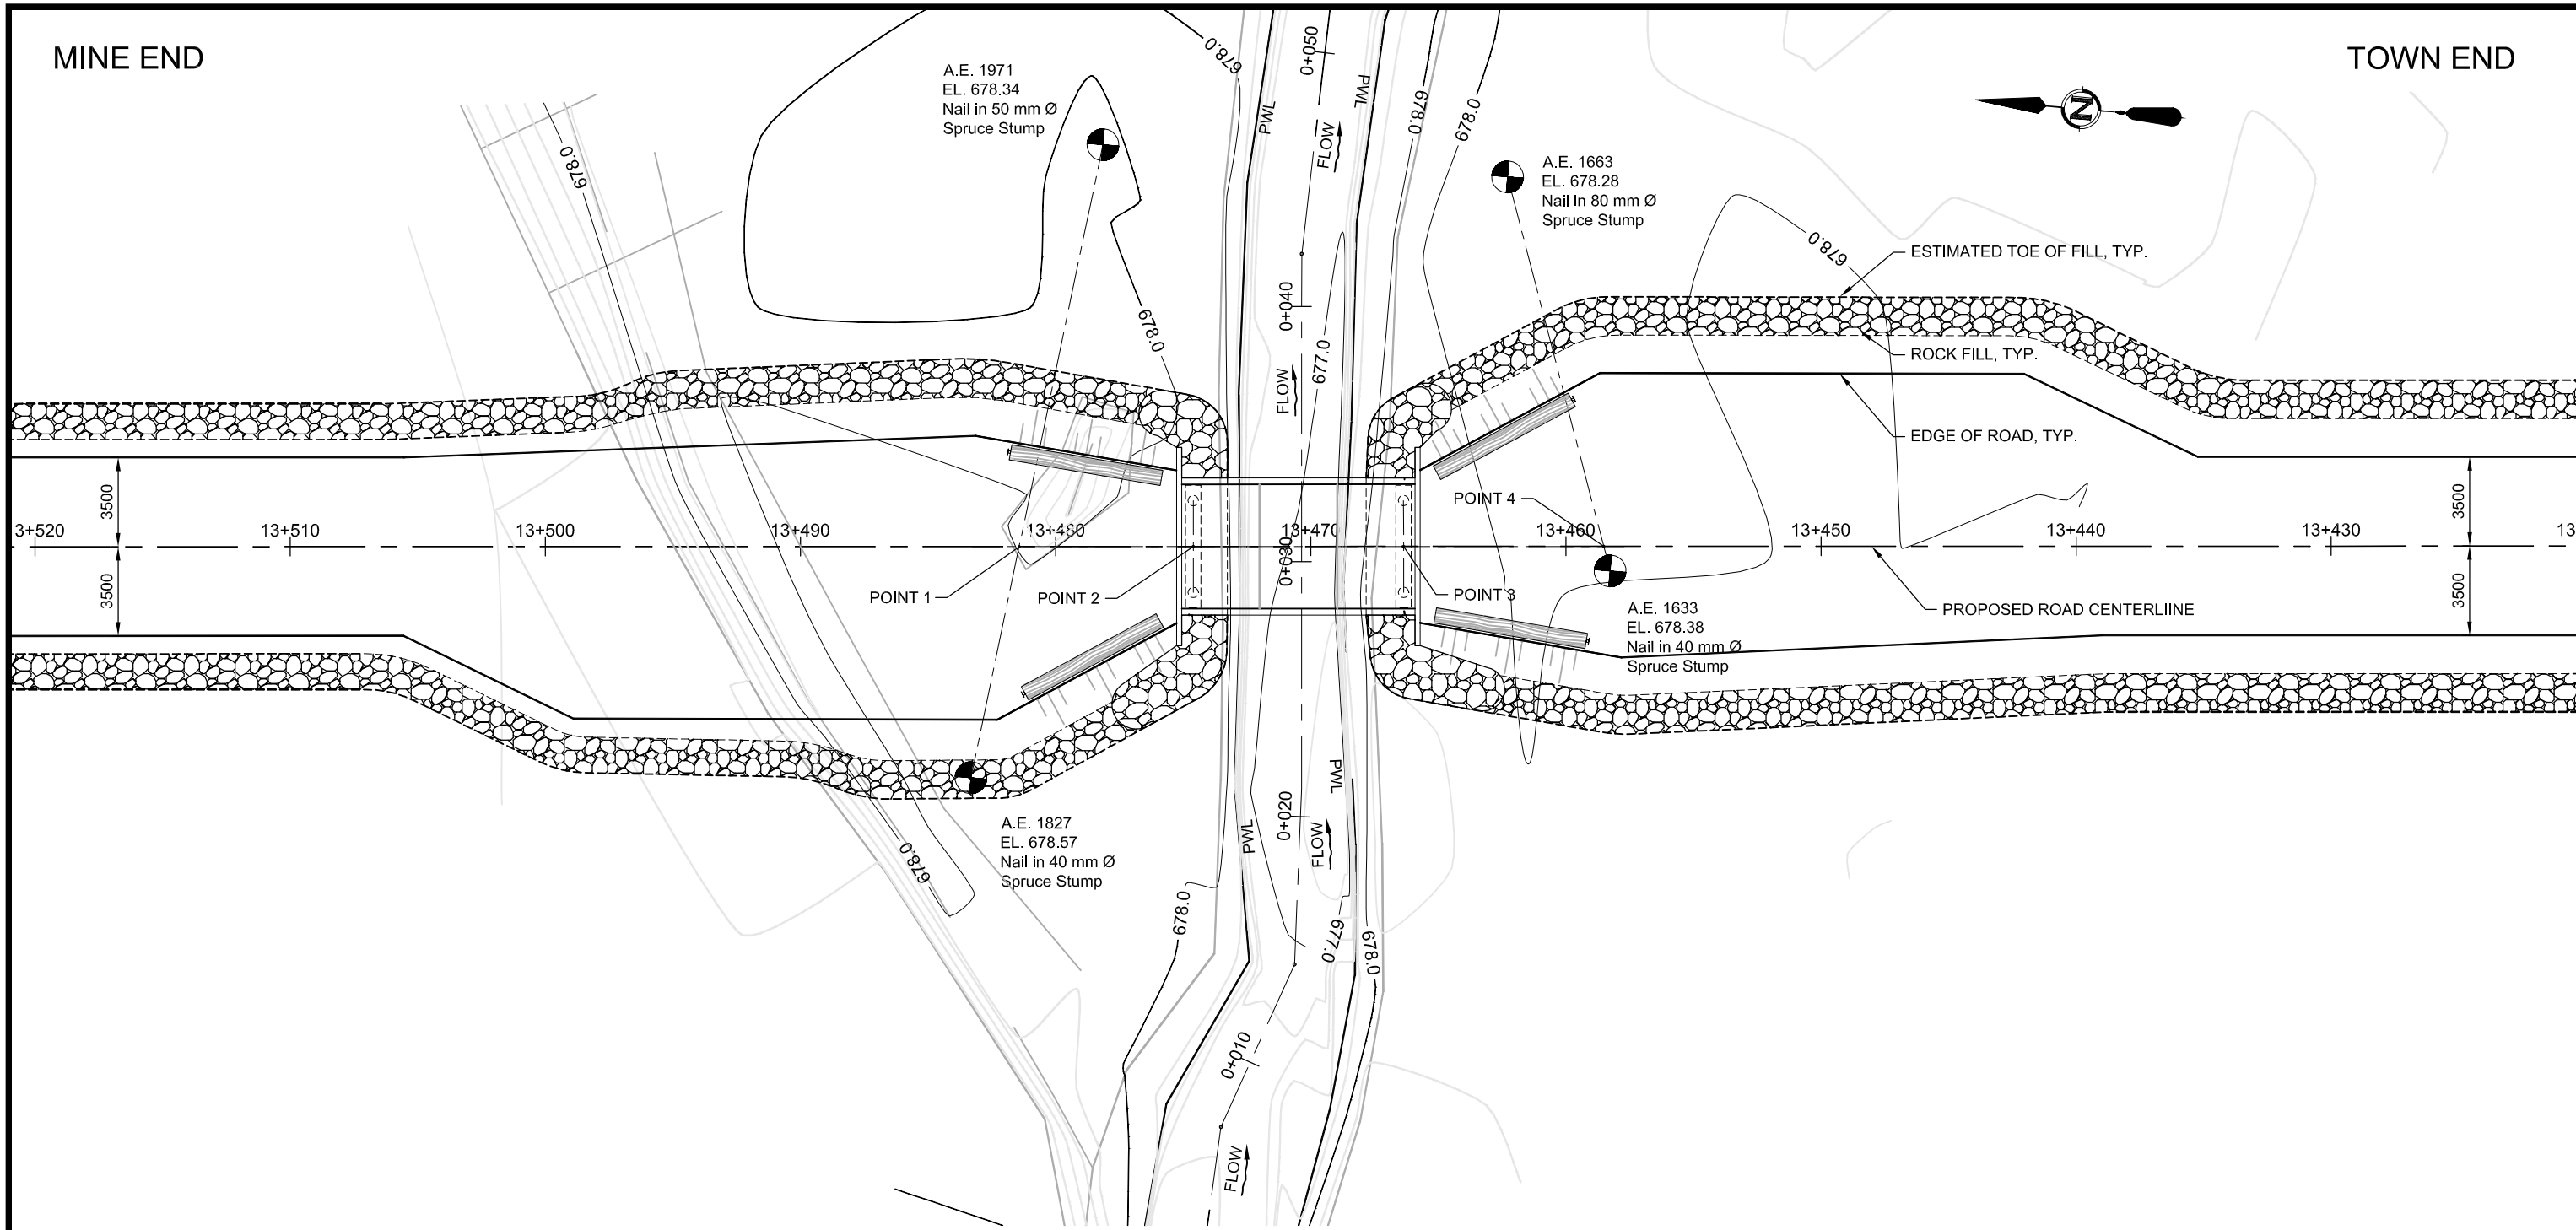 MINE END
TOWN END
A.E. 1971
EL. 678.34
Nail in 50 mm Ø
Spruce Stump
678.0
0+050
PWL
PWL
FLOW
678.0
678.0
N
A.E. 1663
EL. 678.28
Nail in 80 mm Ø
Spruce Stump
678.0
678.0
ESTIMATED TOE OF FILL, TYP.
678.0
0+040
677.0
FLOW
ROCK FILL, TYP.
EDGE OF ROAD, TYP.
3500
3500
POINT 4
3+520
13+510
13+500
13+490
13+480
13+470
13+460
13+450
13+440
13+430
13
0+030
3500
3500
POINT 1
POINT 2
POINT 3
PROPOSED ROAD CENTERLIINE
A.E. 1633
EL. 678.38
Nail in 40 mm Ø
Spruce Stump
PWL
0+020
FLOW
PWL
A.E. 1827
EL. 678.57
Nail in 40 mm Ø
Spruce Stump
678.0
678.0
677.0
678.0
0+010
FLOW